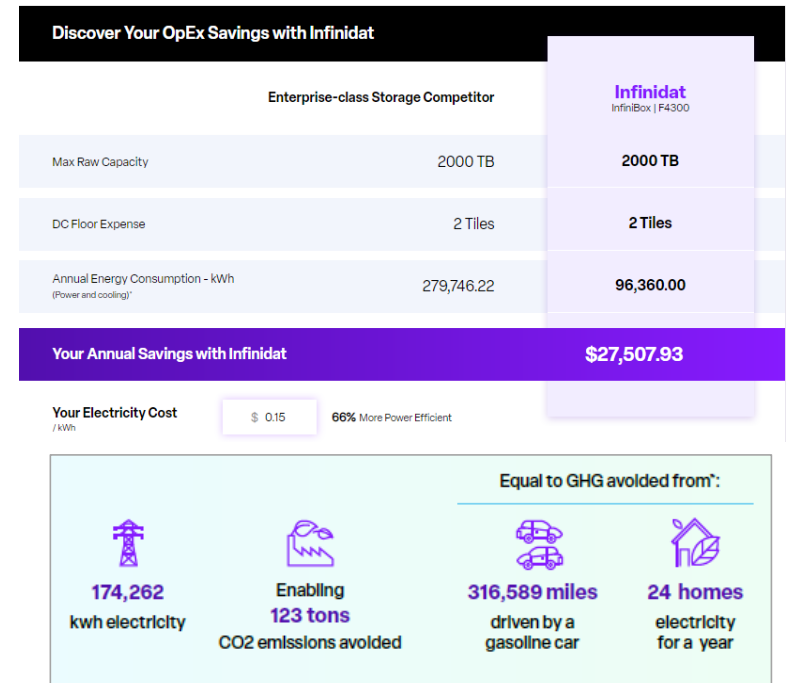 Discover Your OpEx Savings with Infinidat
Enterprise-class Storage Competitor
Infinidat
InfiniBox | F4300
Max Raw Capacity 2000 TB 2000 TB
DC Floor Expense 2 Tiles 2 Tiles
Annual Energy Consumption - kWh
(Power and cooling)* 279,746.22 96,360.00
Your Annual Savings with Infinidat $27,507.93
Your Electricity Cost
/ kWh
$ 0.15
66% More Power Efficient
Equal to GHG avoided from*:
174,262
kwh electricity
Enabling
123 tons
CO2 emissions avoided
316,589 miles
driven by a
gasoline car
24 homes
electricity
for a year